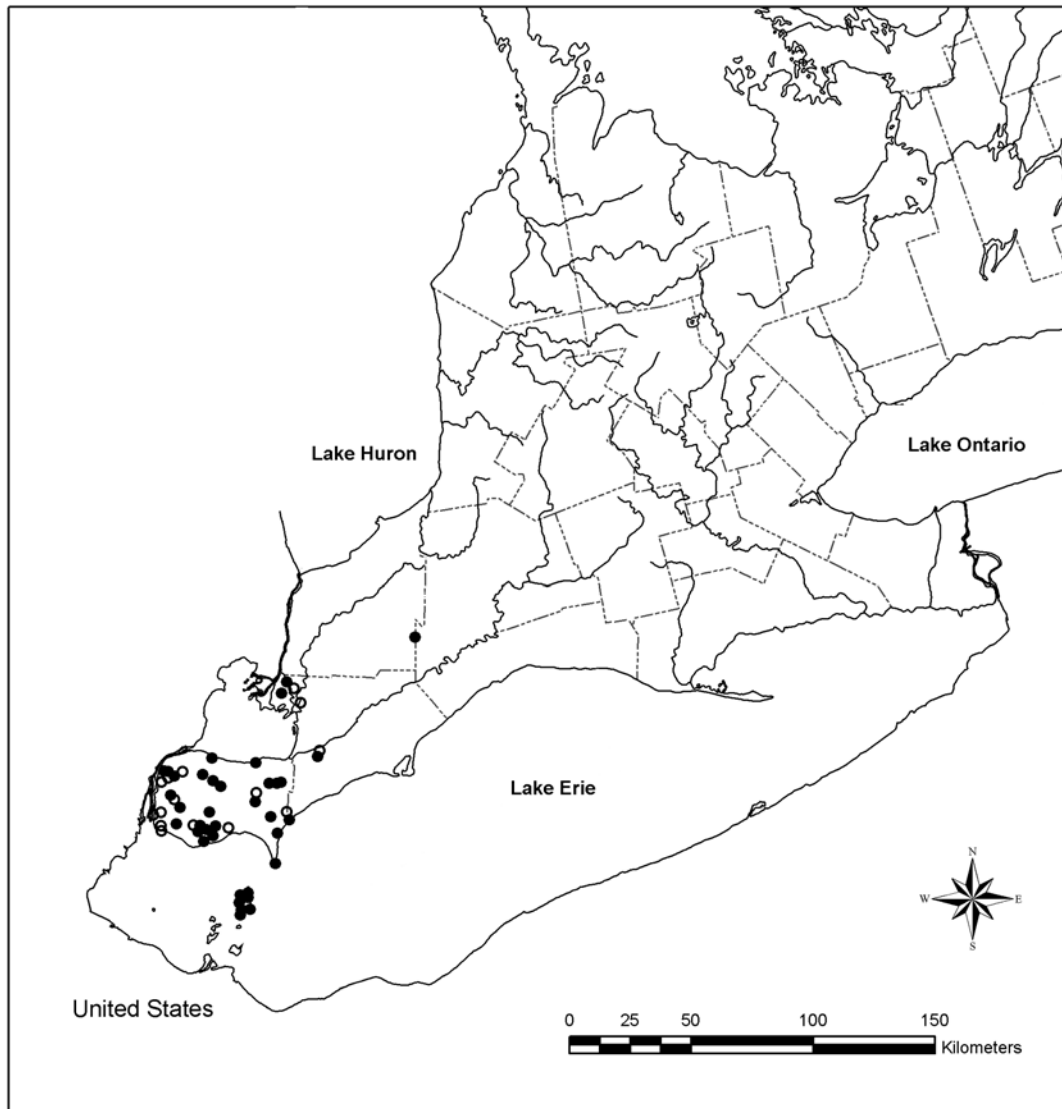 Lake Huron
Lake Ontario
Lake Erie
N
W E
S
United States
0 25 50 100 150
Kilometers